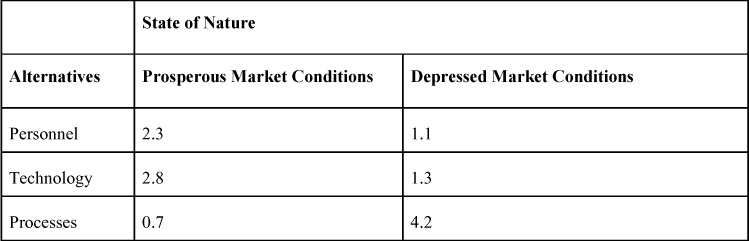 State of Nature
Alternatives Prosperous Market Conditions Depressed Market Conditions
Personnel 2.3 1.1
Technology 2.8 1.3
Processes 0.7 4.2